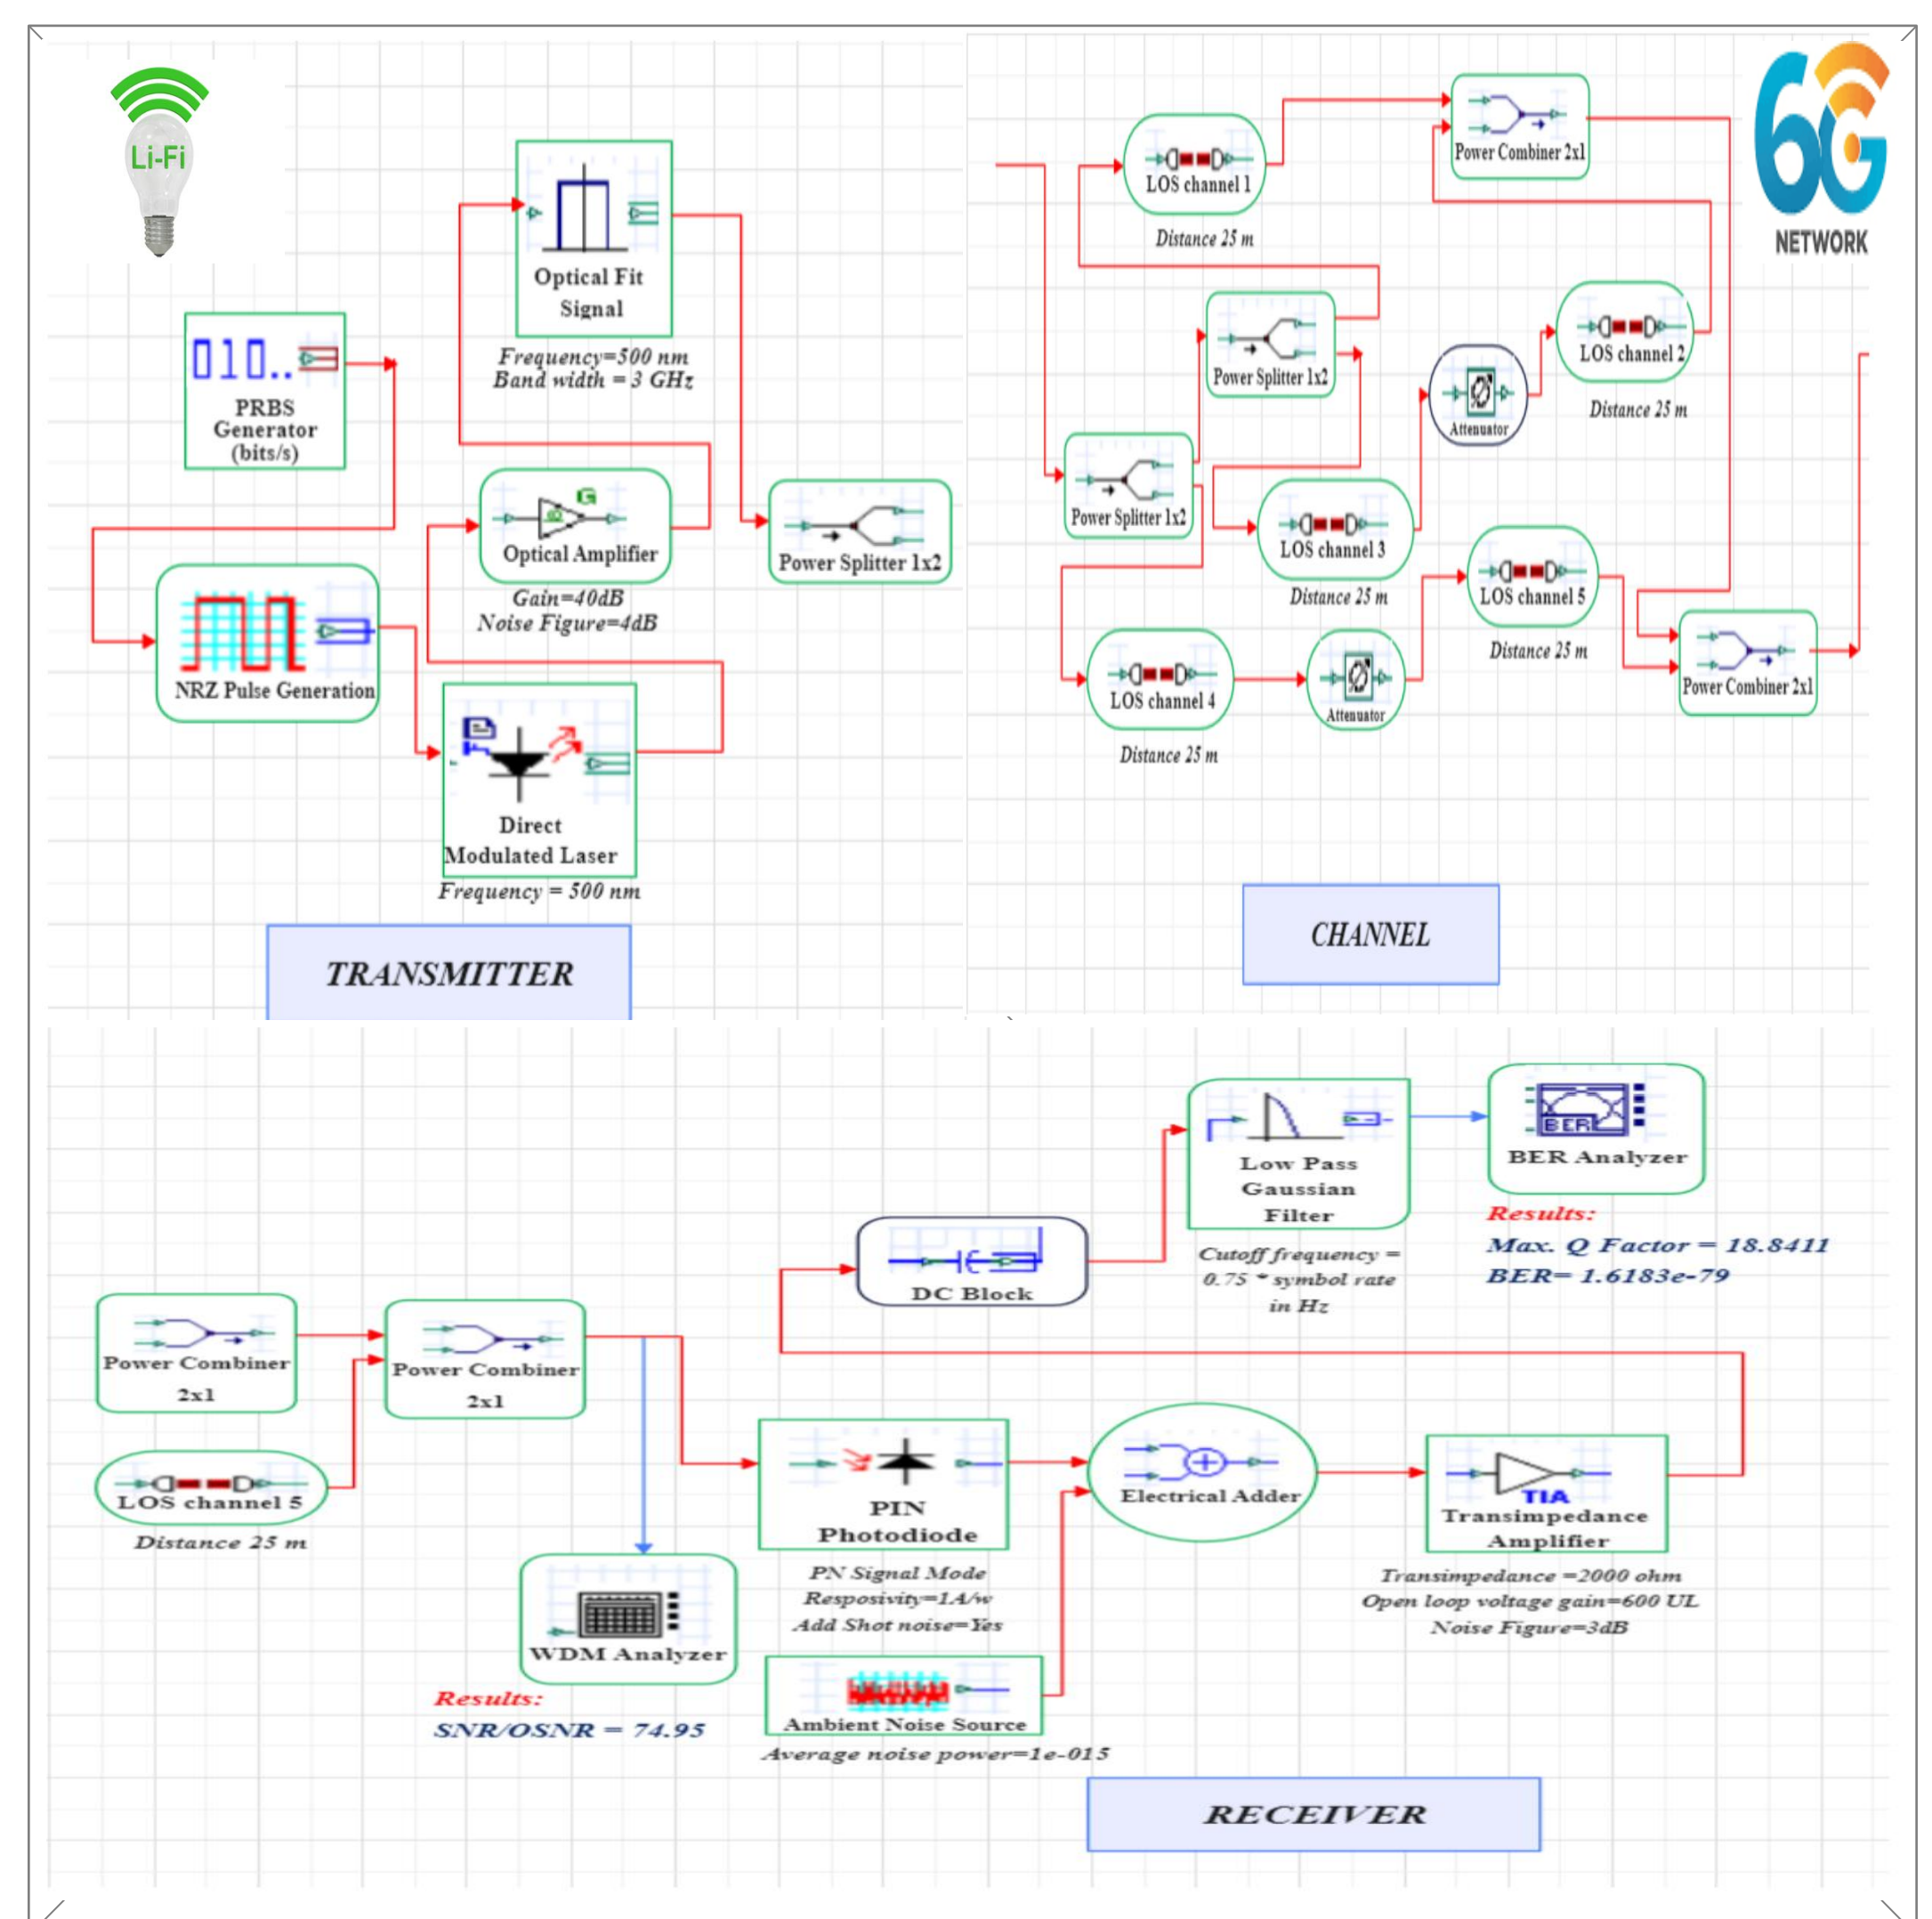 Li-Fi
Optical Fit
Signal
Frequency=500 nm
Band width = 3 GHz
010..
PRBS
Generator
(bits/s)
G
Optical Amplifier
Gain=40dB
Noise Figure=4dB
Power Splitter 1x2
NRZ Pulse Generation
Direct
Modulated Laser
Frequency = 500 nm
TRANSMITTER
6G
NETWORK
Power Combiner 2x1
LOS channel 1
Distance 25 m
Power Splitter 1x2
LOS channel 2
Distance 25 m
Attenuator
Power Splitter 1x2
LOS channel 3
Distance 25 m
LOS channel 5
Distance 25 m
LOS channel 4
Distance 25 m
Attenuator
Power Combiner 2x1
CHANNEL
Low Pass
Gaussian
Filter
Cutoff frequency =
0.75 * symbol rate
in Hz
BER
BER Analyzer
Results:
Max. Q Factor = 18.8411
BER= 1.6183e-79
DC Block
Power Combiner
2x1
Power Combiner
2x1
LOS channel 5
Distance 25 m
WDM Analyzer
Results:
SNR/OSNR = 74.95
PIN
Photodiode
PN Signal Mode
Resposivity=1A/w
Add Shot noise=Yes
Ambient Noise Source
Average noise power=1e-015
Electrical Adder
TIA
Transimpedance
Amplifier
Transimpedance =2000 ohm
Open loop voltage gain=600 UL
Noise Figure=3dB
RECEIVER